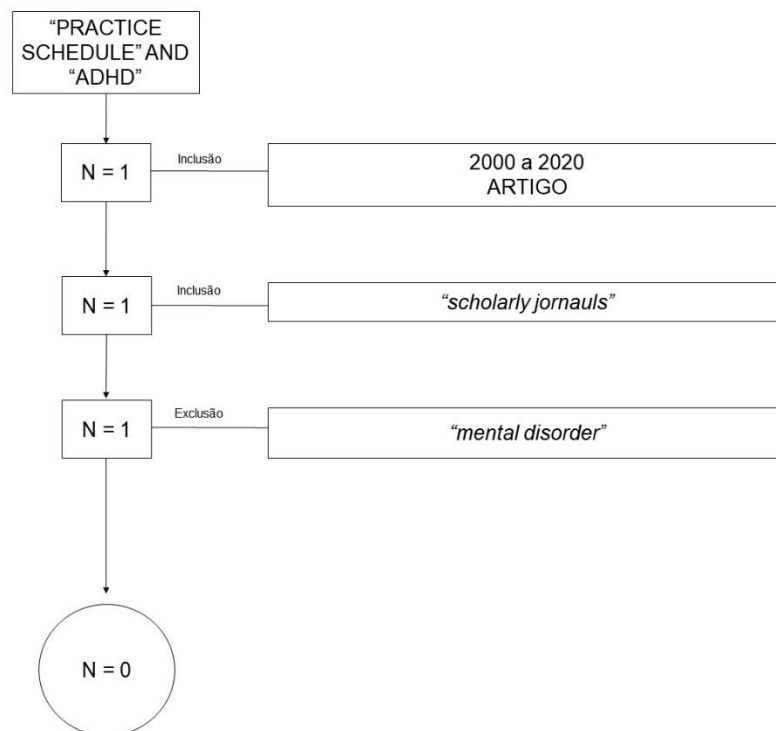 “PRACTICE
SCHEDULE” AND
“ADHD”
N = 1
Inclusão
2000 a 2020
ARTIGO
N = 1
Inclusão
“scholarly jornauls”
N = 1
Exclusão
“mental disorder”
N = 0